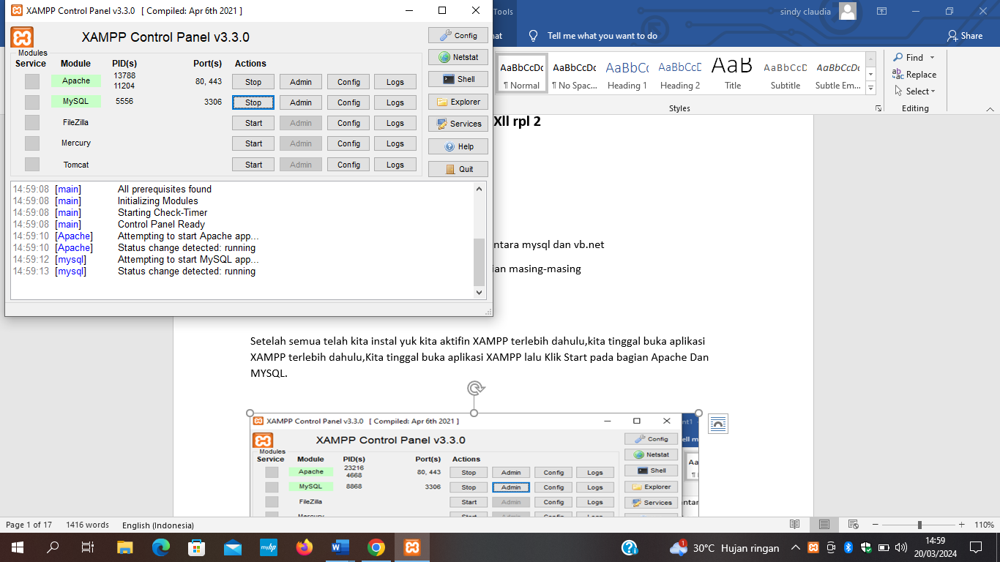 XAMPP Control Panel v3.3.0 [ Compiled: Apr 6th 2021 ]
XAMPP Control Panel v3.3.0
Modules
Service Module PID(s) Port(s) Actions
Apache 13788 11204 80, 443 Stop Admin Config Logs
MySQL 5556 3306 Stop Admin Config Logs
FileZilla Start Admin Config Logs
Mercury Start Admin Config Logs
Tomcat Start Admin Config Logs
Config
Netstat
Shell
Explorer
Services
Help
Quit
14:59:08 [main] All prerequisites found
14:59:08 [main] Initializing Modules
14:59:08 [main] Starting Check-Timer
14:59:08 [main] Control Panel Ready
14:59:10 [Apache] Attempting to start Apache app...
14:59:10 [Apache] Status change detected: running
14:59:12 [mysql] Attempting to start MySQL app...
14:59:13 [mysql] Status change detected: running
Tools sindy claudia
Tell me what you want to do Share
AaBbCcDc AaBbCcDc AaBbCc AaBbCcD AaB AaBbCcD AaBbCcDc
¶ Normal ¶ No Spac... Heading 1 Heading 2 Title Subtitle Subtle Em...
Styles
Find
Replace
Select
Editing
Xll rpl 2
ntara mysql dan vb.net
ian masing-masing
Setelah semua telah kita instal yuk kita aktifin XAMPP terlebih dahulu,kita tinggal buka aplikasi
XAMPP terlebih dahulu,Kita tinggal buka aplikasi XAMPP lalu Klik Start pada bagian Apache Dan
MYSQL.
XAMPP Control Panel v3.3.0 [ Compiled: Apr 6th 2021 ]
XAMPP Control Panel v3.3.0
Modules
Service Module PID(s) Port(s) Actions
Apache 23216 4668 80, 443 Stop Admin Config Logs
MySQL 8868 3306 Stop Admin Config Logs
FileZilla Start Admin Config Logs
Config
Netstat
Shell
Explorer
Services
Page 1 of 17 1416 words English (Indonesia) 110%
30°C Hujan ringan
14:59
20/03/2024